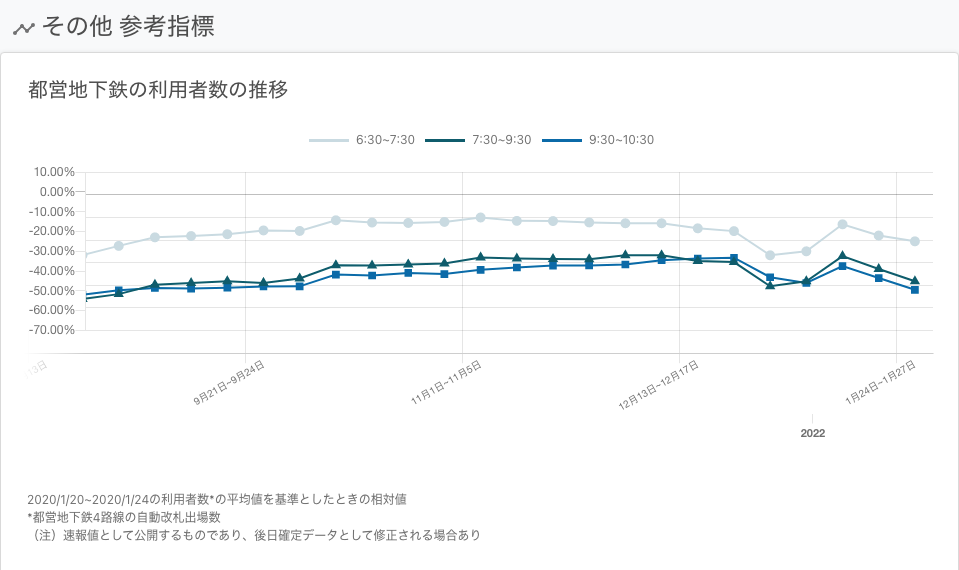 その他 参考指標
都営地下鉄の利用者数の推移
6:30~7:30 7:30~9:30 9:30~10:30
10.00%
0.00%
-10.00%
-20.00%
-30.00%
-40.00%
-50.00%
-60.00%
-70.00%
13日
9月21日~9月24日
11月1日~11月5日
12月13日~12月17日
1月24日~1月27日
2022
2020/1/20~2020/1/24の利用者数*の平均値を基準としたときの相対値
*都営地下鉄4路線の自動改札出場数
（注）速報値として公開するものであり、後日確定データとして修正される場合あり